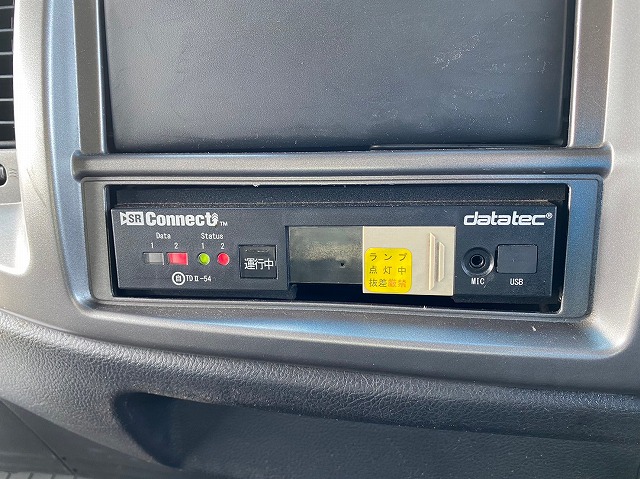 SR Connect ™
datatec®
Data
Status
1 2 1 2
運行中
自 TDⅡ-54
ランプ
点灯中
抜差厳禁
MIC
USB